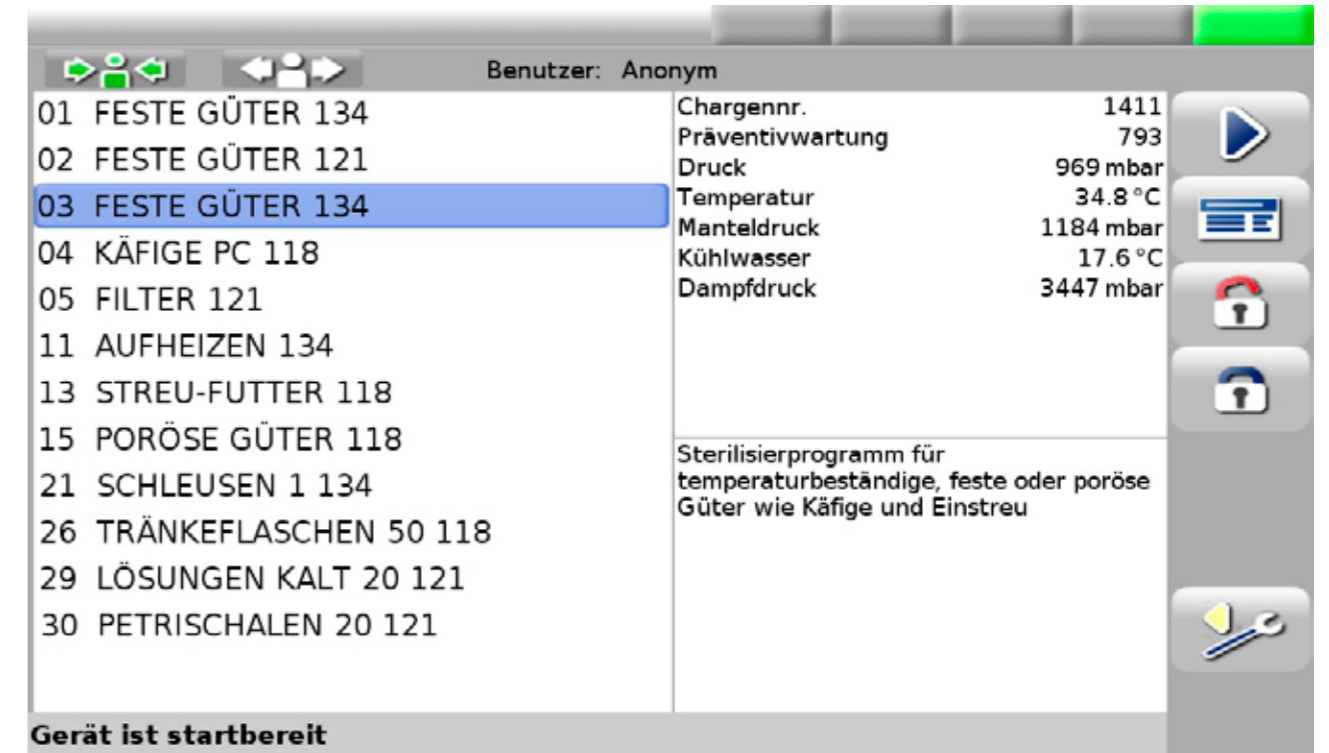 Benutzer: Anonym
01 FESTE GÜTER 134
02 FESTE GÜTER 121
03 FESTE GÜTER 134
04 KÄFIGE PC 118
05 FILTER 121
11 AUFHEIZEN 134
13 STREU-FUTTER 118
15 PORÖSE GÜTER 118
21 SCHLEUSEN 1 134
26 TRÄNKEFLASCHEN 50 118
29 LÖSUNGEN KALT 20 121
30 PETRISCHALEN 20 121
Chargennr. 1411
Präventivwartung 793
Druck 969 mbar
Temperatur 34.8 °C
Manteldruck 1184 mbar
Kühlwasser 17.6 °C
Dampfdruck 3447 mbar
Sterilisierprogramm für
temperaturbeständige, feste oder poröse
Güter wie Käfige und Einstreu
Gerät ist startbereit